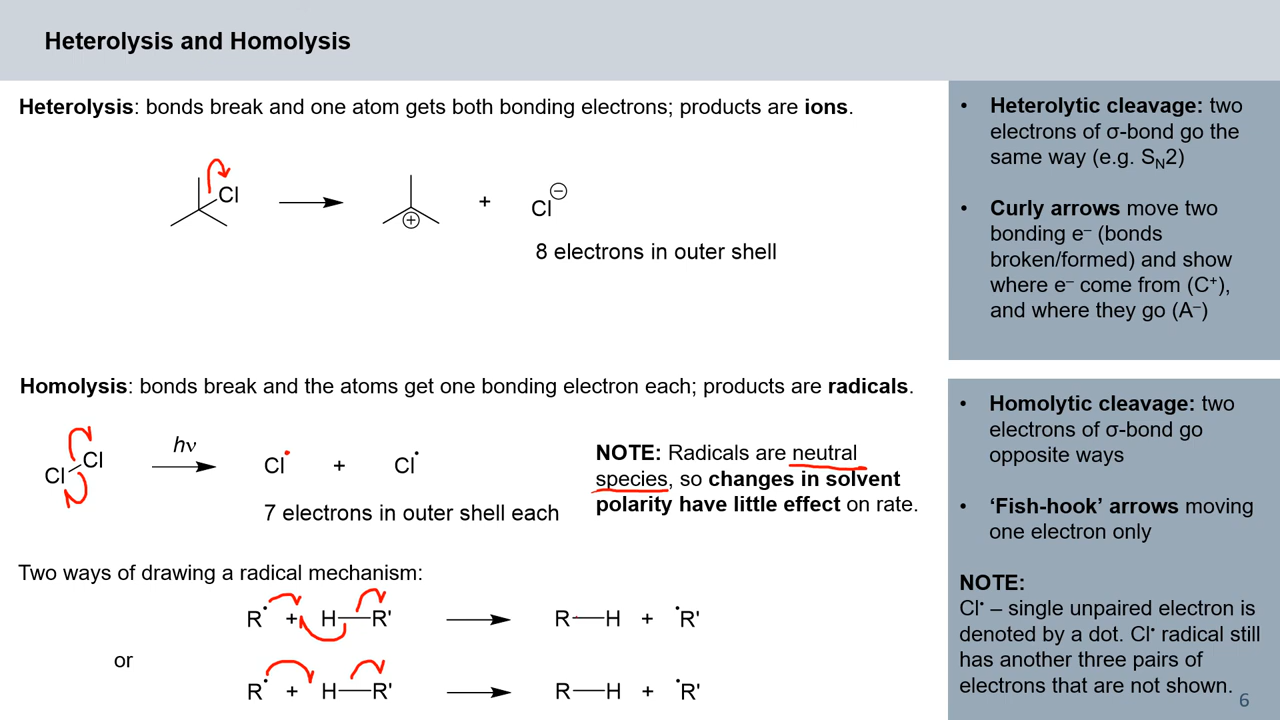 Heterolysis and Homolysis
Heterolysis: bonds break and one atom gets both bonding electrons; products are ions.
Cl
⊕
+
Cl⊖
8 electrons in outer shell
Homolysis: bonds break and the atoms get one bonding electron each; products are radicals.
Cl Cl
hν
Cl• + Cl•
7 electrons in outer shell each
NOTE: Radicals are neutral
species, so changes in solvent
polarity have little effect on rate.
Two ways of drawing a radical mechanism:
R• + H—R' R—H + •R'
or
R• + H—R' R—H + •R'
• Heterolytic cleavage: two
electrons of σ-bond go the
same way (e.g. SN2)
• Curly arrows move two
bonding e⁻ (bonds
broken/formed) and show
where e⁻ come from (C⁺),
and where they go (A⁻)
• Homolytic cleavage: two
electrons of σ-bond go
opposite ways
• ‘Fish-hook’ arrows moving
one electron only
NOTE:
Cl• – single unpaired electron is
denoted by a dot. Cl• radical still
has another three pairs of
electrons that are not shown.
6